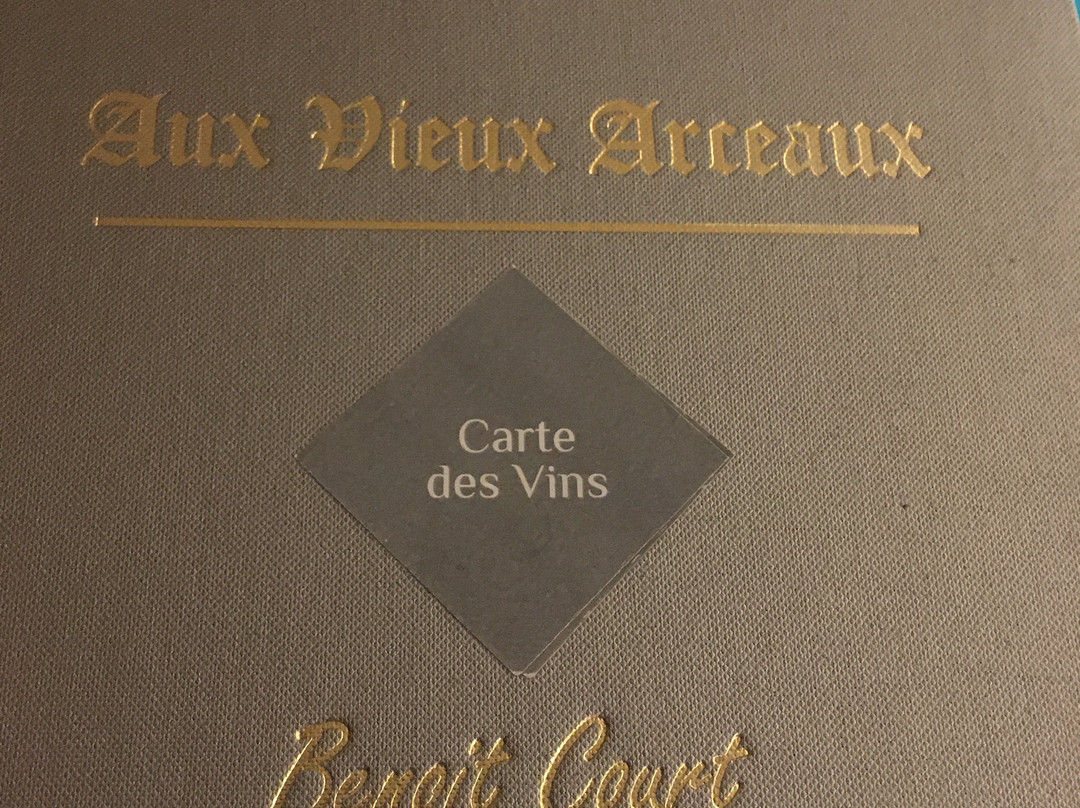 Aux Vieux Arceaux
Carte
des Vins
Benoit Court